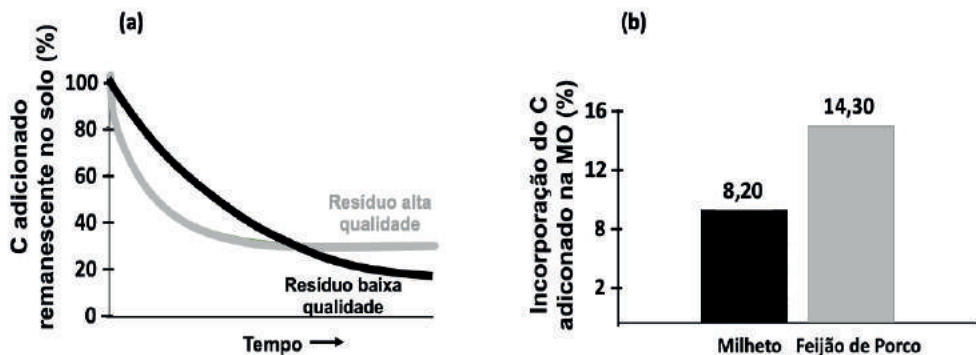 (a)
C adicionado
remanescente no solo (%)
100
80
60
40
20
0
Resíduo alta
qualidade
Resíduo baixa
qualidade
Tempo
(b)
Incorporação do C
adiconado na MO (%)
16
12
8
2
8,20
14,30
Milheto
Feijão de Porco